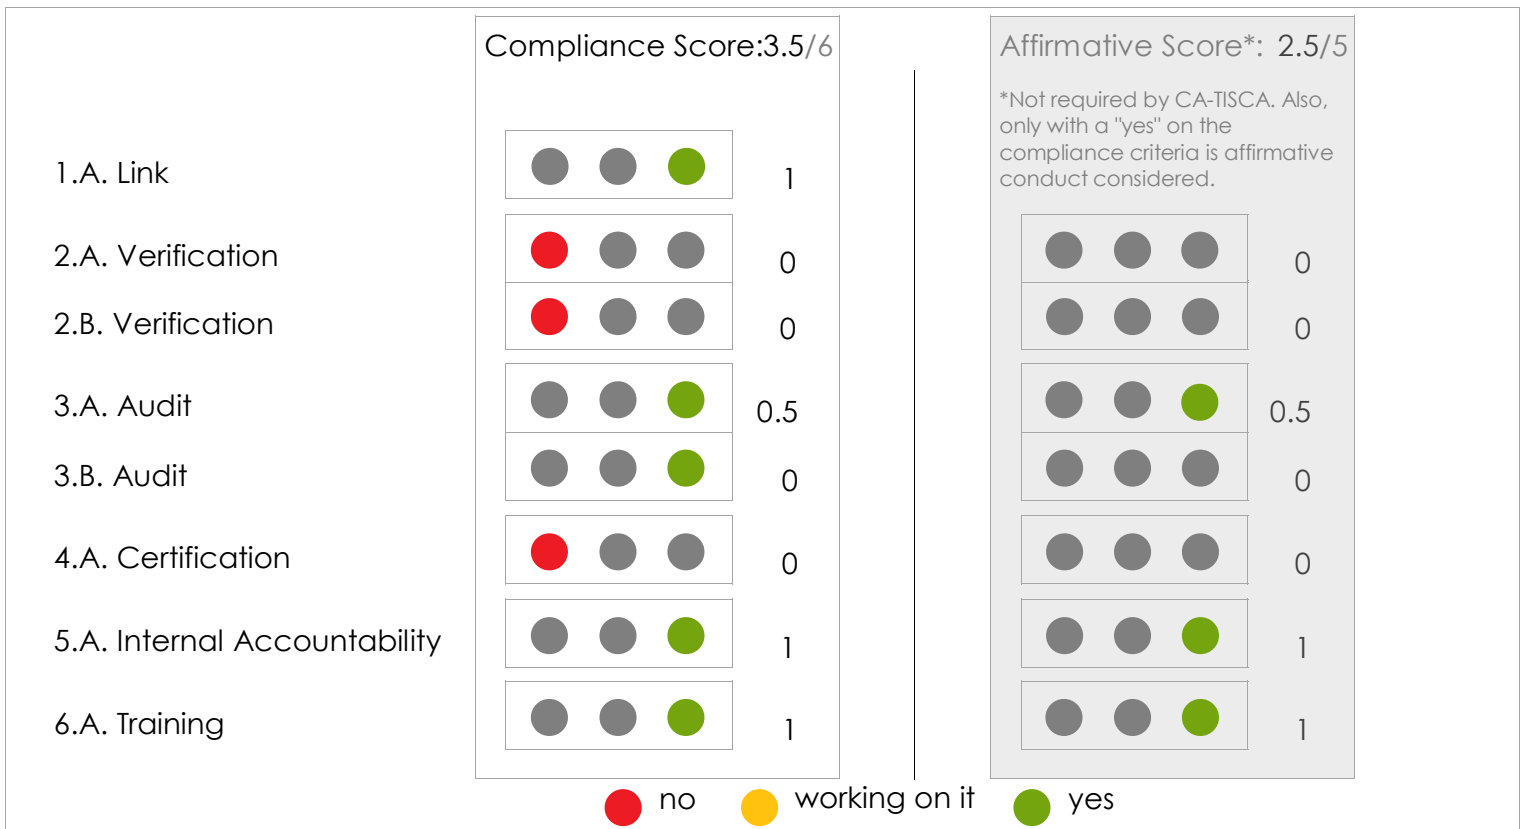 Compliance Score:3.5/6
Affirmative Score*: 2.5/5
*Not required by CA-TISCA. Also,
only with a "yes" on the
compliance criteria is affirmative
conduct considered.
1.A. Link 1
2.A. Verification 0 0
2.B. Verification 0 0
3.A. Audit 0.5 0.5
3.B. Audit 0 0
4.A. Certification 0 0
5.A. Internal Accountability 1 1
6.A. Training 1 1
no working on it yes